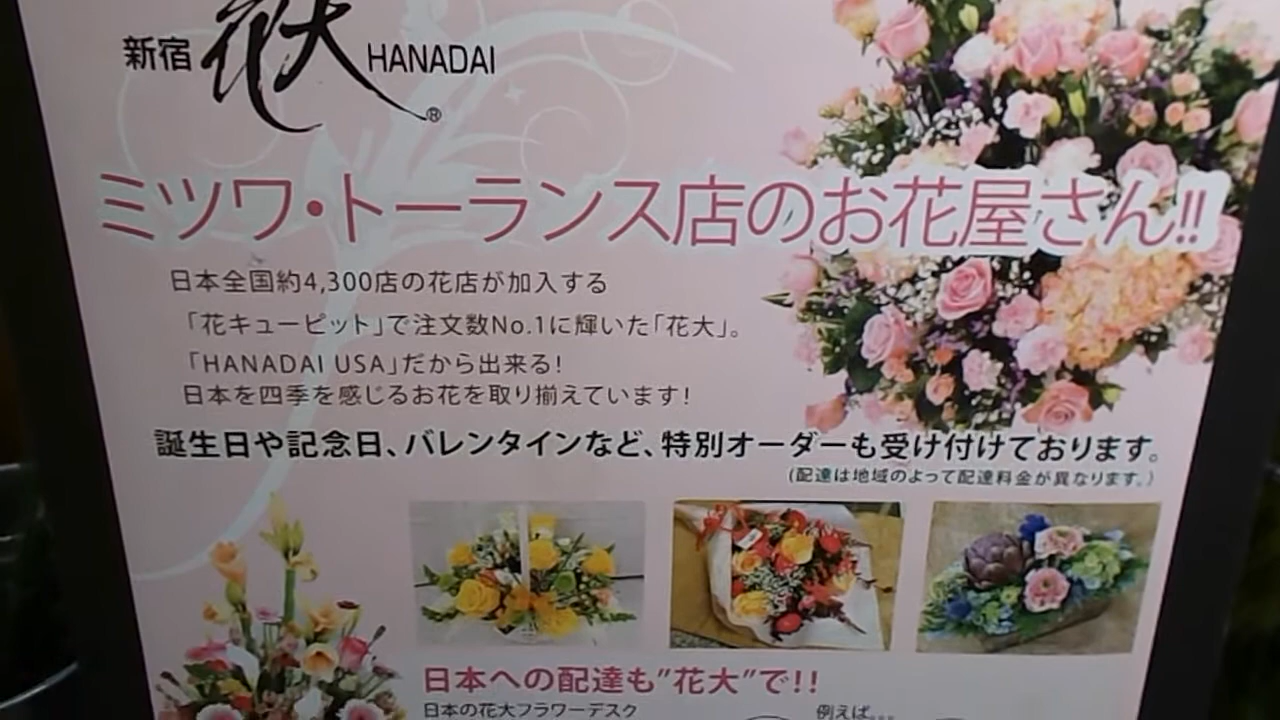 新宿 花大 HANADAI ®
ミツワ・トーランス店のお花屋さん!!
日本全国約4,300店の花店が加入する
「花キューピット」で注文数No.1に輝いた「花大」。
「HANADAI USA」だから出来る!
日本を四季を感じるお花を取り揃えています!
誕生日や記念日、バレンタインなど、特別オーダーも受け付けております。
(配達は地域のよって配達料金が異なります。)
日本への配達も"花大"で!!
日本の花大フラワーデスク
例えば...